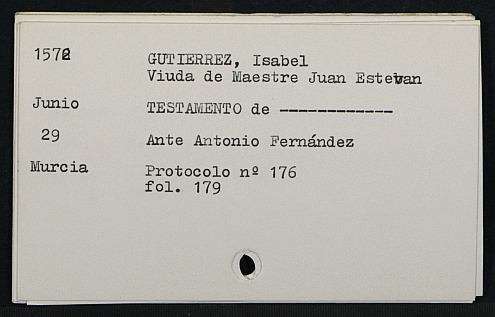 1572
GUTIERREZ, Isabel
Viuda de Maestre Juan Estevan
Junio
TESTAMENTO de ------------
29
Ante Antonio Fernández
Murcia
Protocolo nº 176
fol. 179